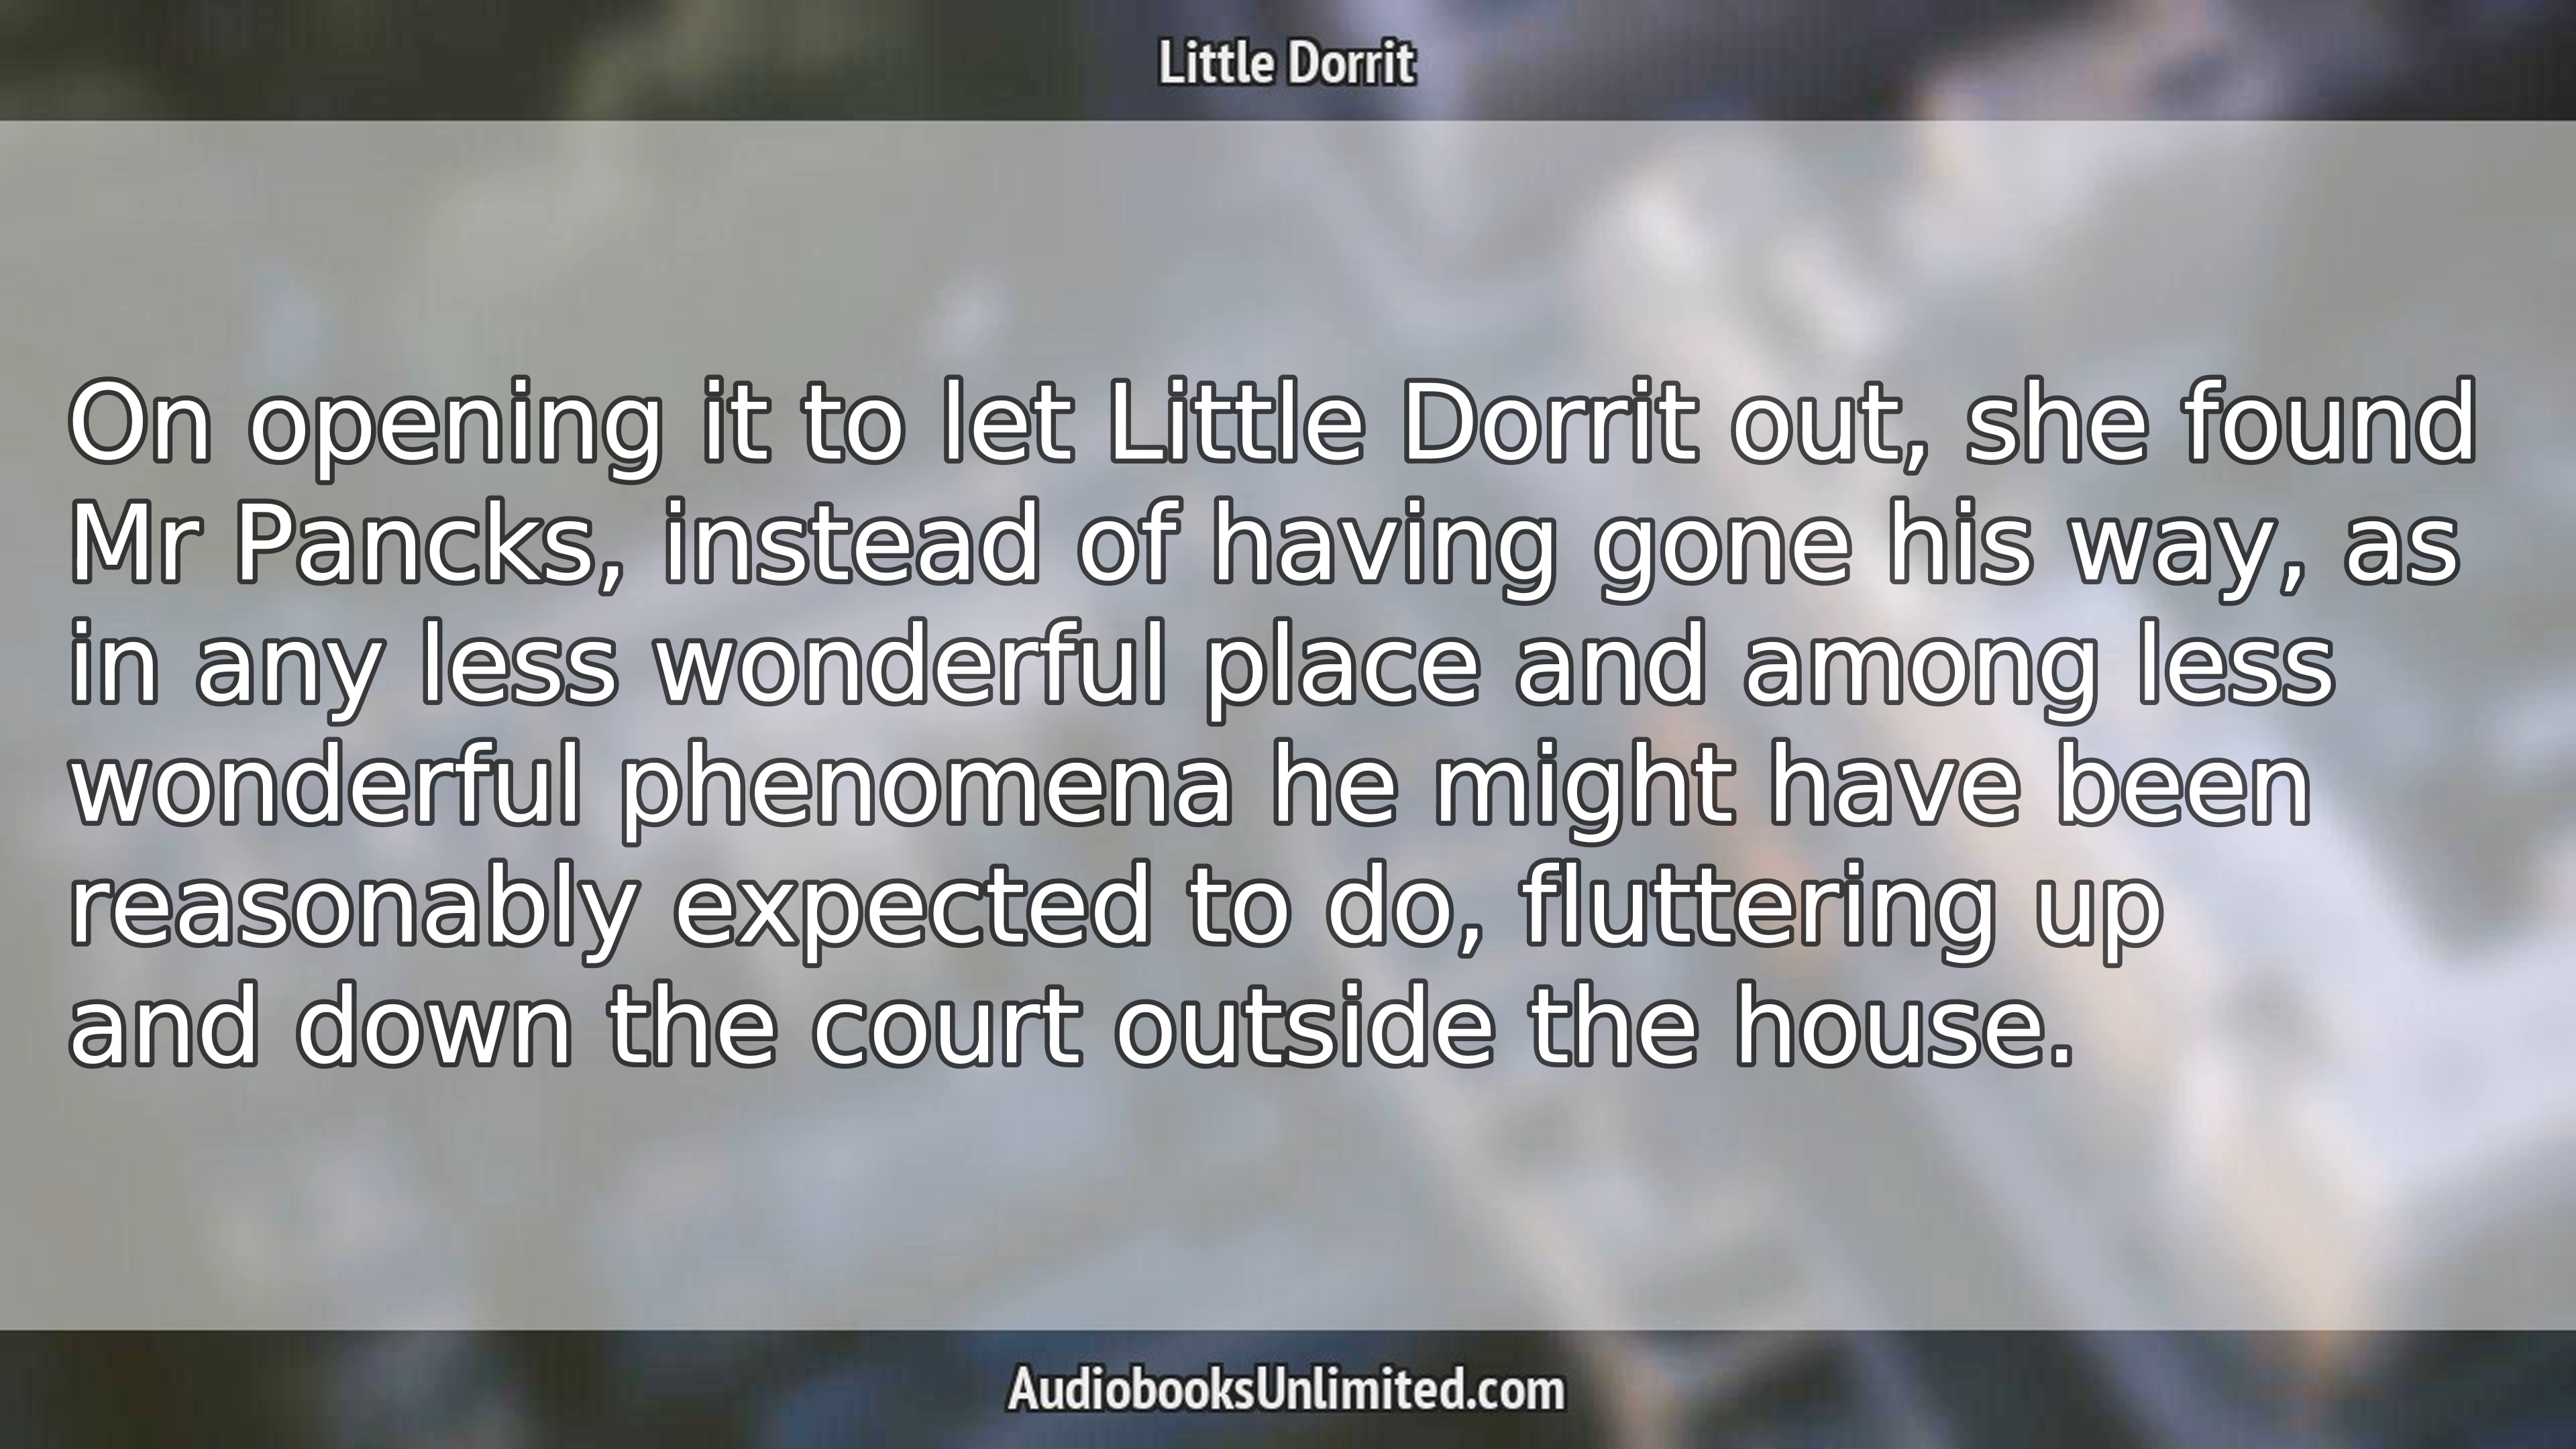 Little Dorrit
On opening it to let Little Dorrit out, she found
Mr Pancks, instead of having gone his way, as
in any less wonderful place and among less
wonderful phenomena he might have been
reasonably expected to do, fluttering up
and down the court outside the house.
AudiobooksUnlimited.com